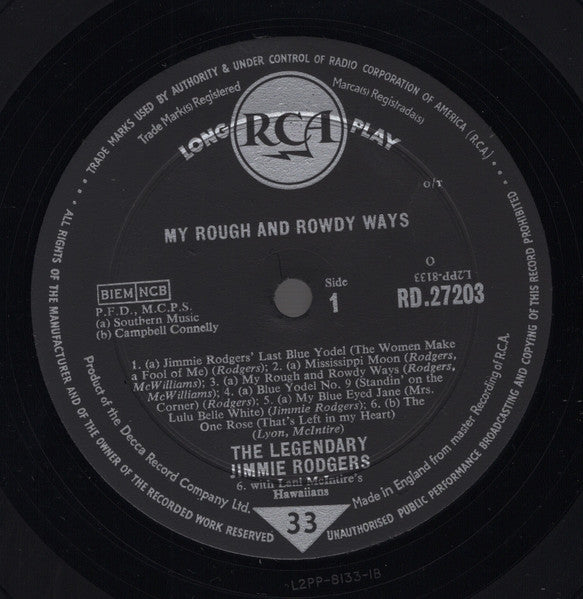 TRADE MARKS USED BY AUTHORITY & UNDER CONTROL OF RADIO CORPORATION OF AMERICA (R.C.A.)
Trade Mark(s) Registered
Marca(s) Registrada(s)
LONG RCA PLAY
O/T
MY ROUGH AND ROWDY WAYS
O
L2PP-8133
BIEM NCB
Side
1
RD.27203
P.F.D., M.C.P.S.
(a) Southern Music
(b) Campbell Connelly
1. (a) Jimmie Rodgers' Last Blue Yodel (The Women Make
a Fool of Me) (Rodgers); 2. (a) Mississippi Moon (Rodgers,
McWilliams); 3. (a) My Rough and Rowdy Ways (Rodgers,
McWilliams); 4. (a) Blue Yodel No. 9 (Standin' on the
Corner) (Rodgers); 5. (a) My Blue Eyed Jane (Mrs.
Lulu Belle White) (Jimmie Rodgers); 6. (b) The
One Rose (That's Left in my Heart)
(Lyon, McIntire)
THE LEGENDARY
JIMMIE RODGERS
6. with Lani McIntire's
Hawaiians
Product of the Decca Record Company Ltd.
Made in England from master Recording of R.C.A.
33
ALL RIGHTS OF THE MANUFACTURER AND OF THE OWNER OF THE RECORDED WORK RESERVED
UNAUTHORISED PUBLIC PERFORMANCE BROADCASTING AND COPYING OF THIS RECORD PROHIBITED
L2PP-8133-1B